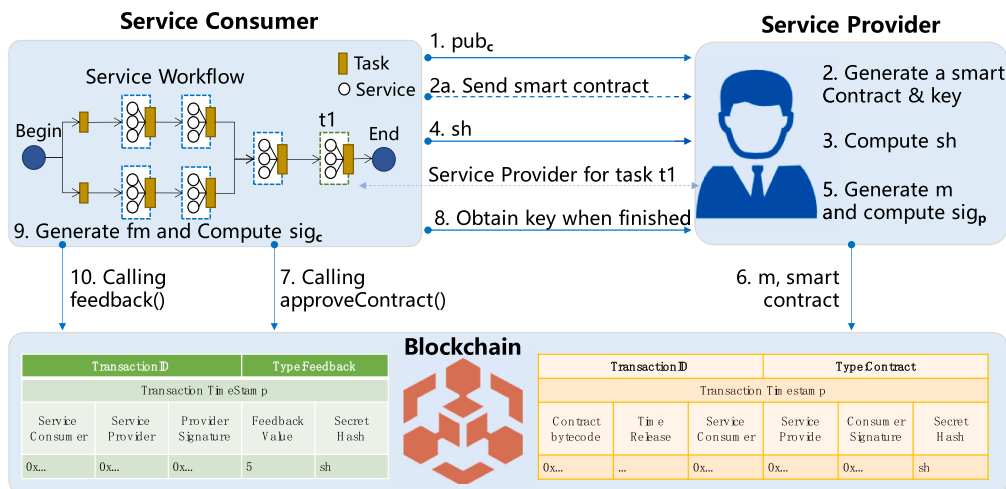 Service Consumer
Service Provider
Service Workflow
Task
Service
Begin
t1
End
9. Generate fm and Compute sigc
1. pubc
2a. Send smart contract
4. sh
Service Provider for task t1
8. Obtain key when finished
2. Generate a smart
Contract & key
3. Compute sh
5. Generate m
and compute sigp
10. Calling
feedback()
7. Calling
approveContract()
6. m, smart
contract
Blockchain
TransactionID Type:Feedback
Transaction TimeStamp
Service Consumer Service Provider Provider Signature Feedback Value Secret Hash
0x... 0x... 0x... 5 sh
TransactionID Type:Contract
Transaction Timestamp
Contract bytecode Time Release Service Consumer Service Provide Consumer Signature Secret Hash
0x... ... 0x... 0x... 0x... sh